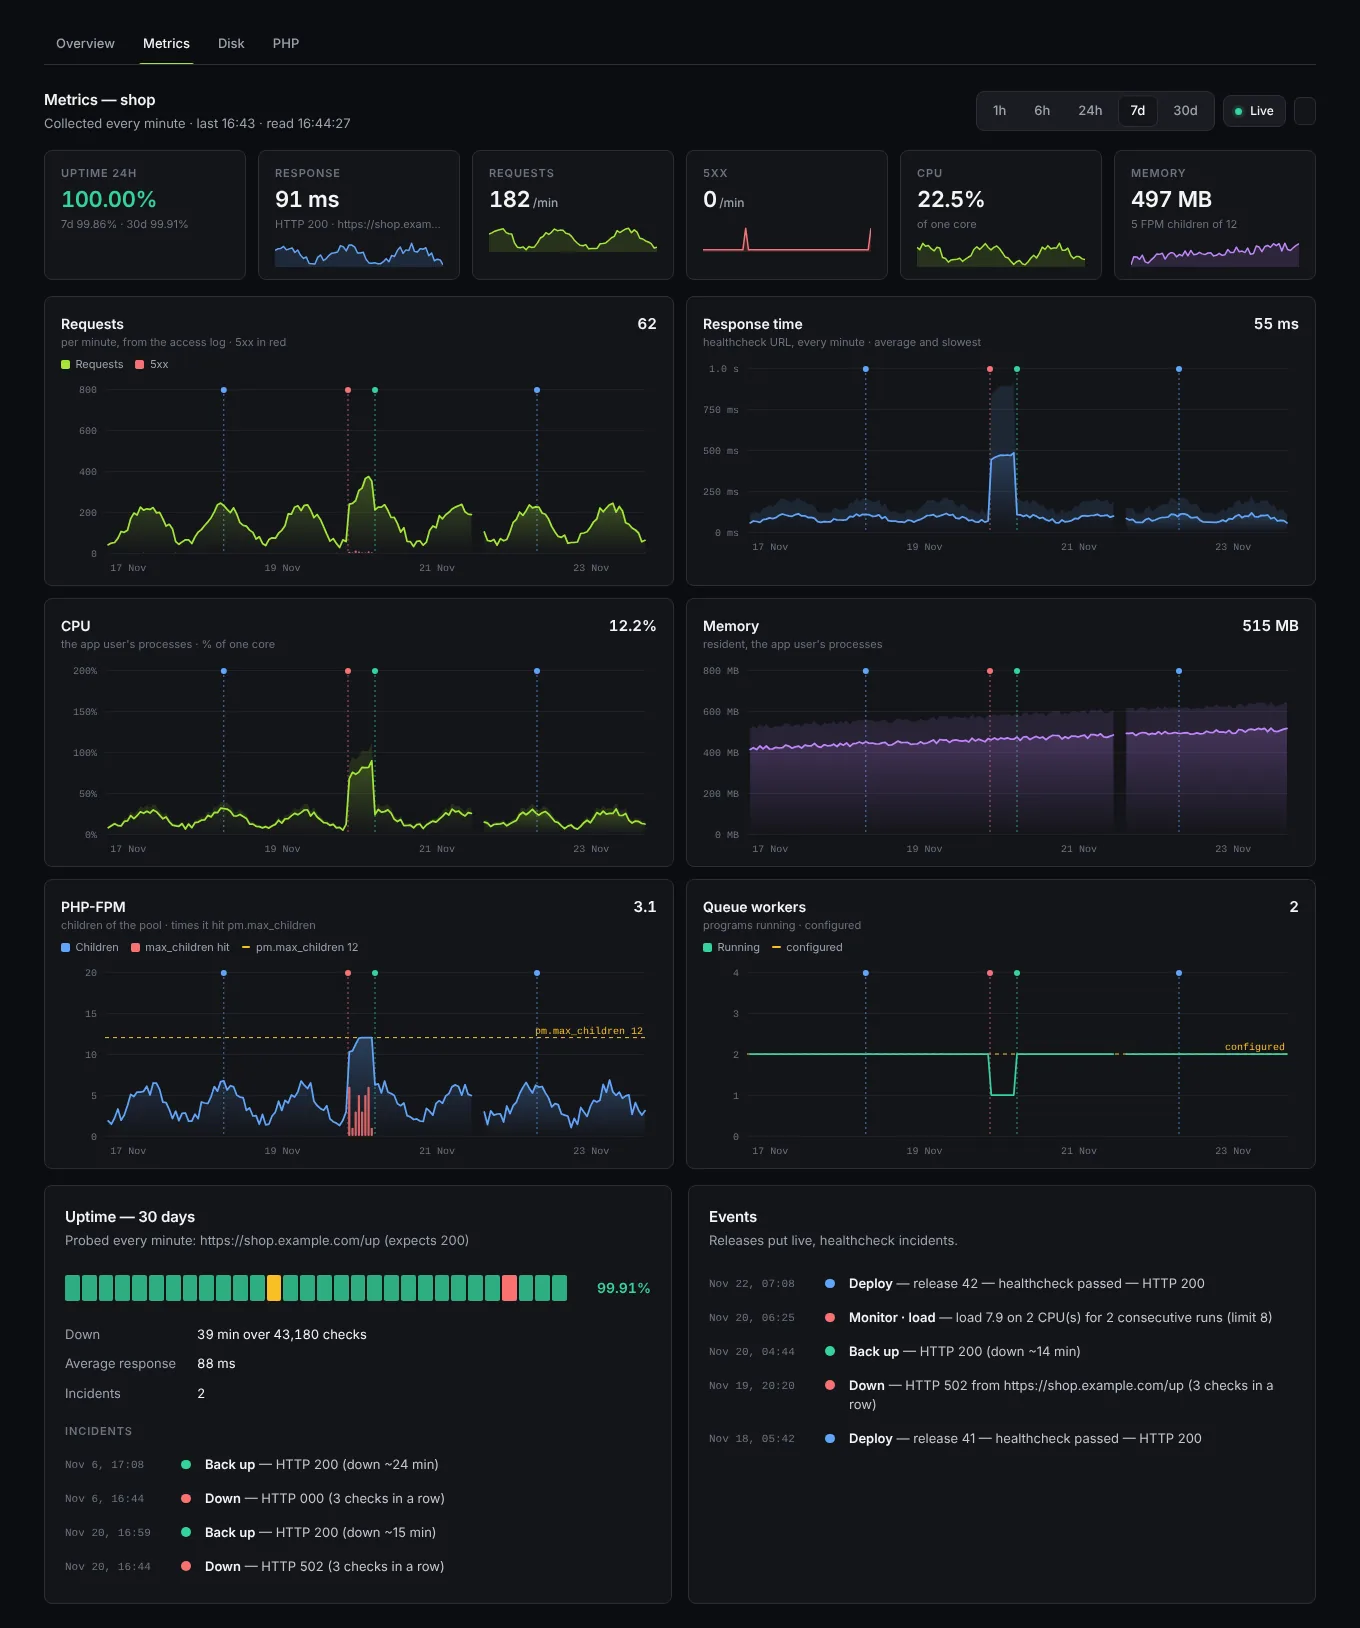 Overview Metrics Disk PHP
Metrics — shop
Collected every minute · last 16:43 · read 16:44:27
1h 6h 24h 7d 30d Live
UPTIME 24H
100.00%
7d 99.86% · 30d 99.91%
RESPONSE
91 ms
HTTP 200 · https://shop.exam...
REQUESTS
182 /min
5XX
0 /min
CPU
22.5%
of one core
MEMORY
497 MB
5 FPM children of 12
Requests 62
per minute, from the access log · 5xx in red
Requests 5xx
800
600
400
200
0
17 Nov 19 Nov 21 Nov 23 Nov
Response time 55 ms
healthcheck URL, every minute · average and slowest
1.0 s
750 ms
500 ms
250 ms
0 ms
17 Nov 19 Nov 21 Nov 23 Nov
CPU 12.2%
the app user's processes · % of one core
200%
150%
100%
50%
0%
17 Nov 19 Nov 21 Nov 23 Nov
Memory 515 MB
resident, the app user's processes
800 MB
600 MB
400 MB
200 MB
0 MB
17 Nov 19 Nov 21 Nov 23 Nov
PHP-FPM 3.1
children of the pool · times it hit pm.max_children
Children max_children hit pm.max_children 12
20
15
pm.max_children 12
10
5
0
17 Nov 19 Nov 21 Nov 23 Nov
Queue workers 2
programs running · configured
Running configured
4
3
configured
2
1
0
17 Nov 19 Nov 21 Nov 23 Nov
Uptime — 30 days
Probed every minute: https://shop.example.com/up (expects 200)
99.91%
Down 39 min over 43,180 checks
Average response 88 ms
Incidents 2
INCIDENTS
Nov 6, 17:08 Back up — HTTP 200 (down ~24 min)
Nov 6, 16:44 Down — HTTP 000 (3 checks in a row)
Nov 20, 16:59 Back up — HTTP 200 (down ~15 min)
Nov 20, 16:44 Down — HTTP 502 (3 checks in a row)
Events
Releases put live, healthcheck incidents.
Nov 22, 07:08 Deploy — release 42 — healthcheck passed — HTTP 200
Nov 20, 06:25 Monitor · load — load 7.9 on 2 CPU(s) for 2 consecutive runs (limit 8)
Nov 20, 04:44 Back up — HTTP 200 (down ~14 min)
Nov 19, 20:20 Down — HTTP 502 from https://shop.example.com/up (3 checks in a
row)
Nov 18, 05:42 Deploy — release 41 — healthcheck passed — HTTP 200